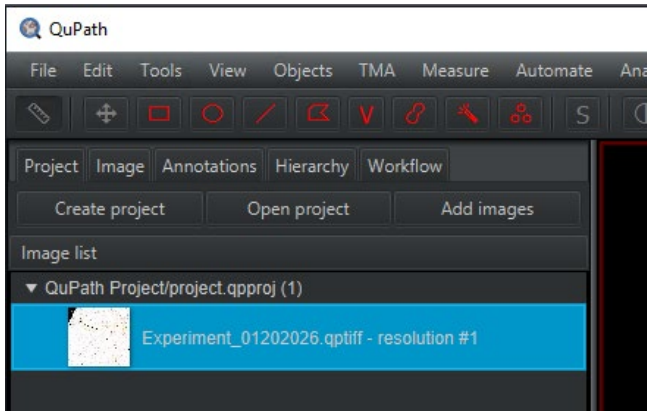 QuPath
File Edit Tools View Objects TMA Measure Automate Ana
S
Project Image Annotations Hierarchy Workflow
Create project Open project Add images
Image list
▼ QuPath Project/project.qpproj (1)
Experiment_01202026.qptiff - resolution #1